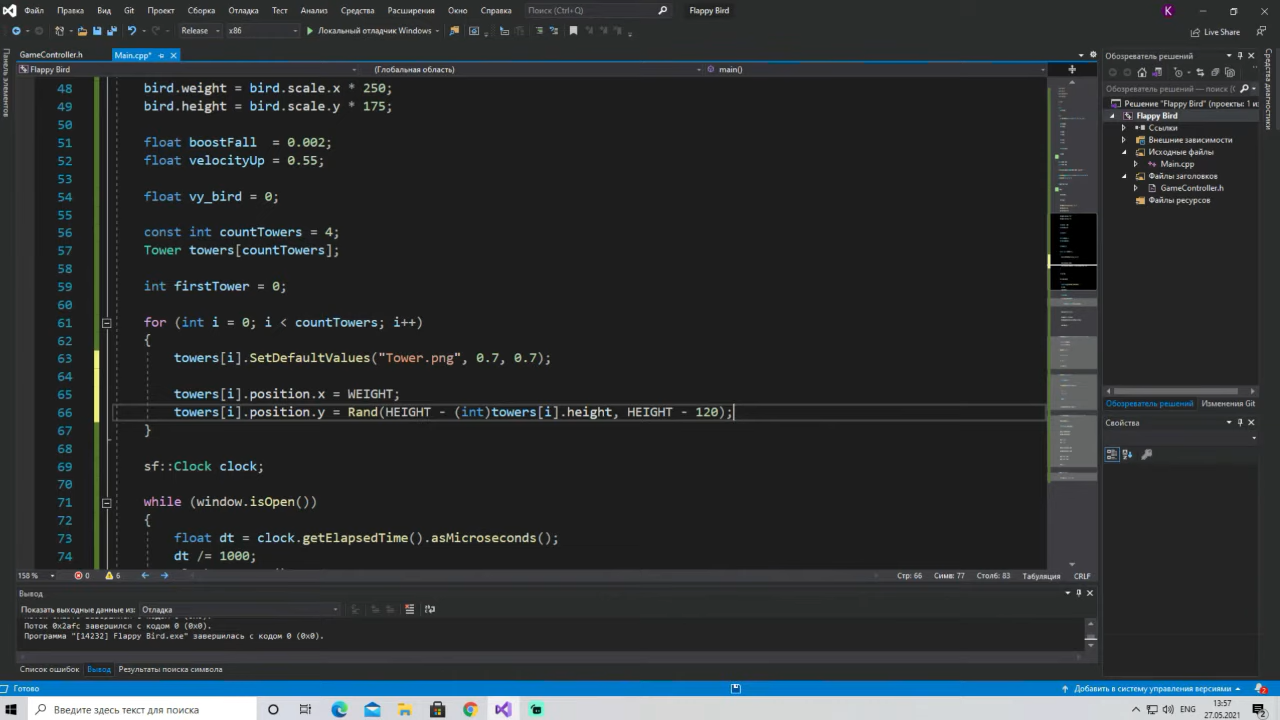 Файл Правка Вид Git Проект Сборка Отладка Тест Анализ Средства Расширения Окно Справка Поиск (Ctrl+Q) Flappy Bird K
Release x86 Локальный отладчик Windows Live Share
GameController.h Main.cpp*
Flappy Bird (Глобальная область) main()
48 bird.weight = bird.scale.x * 250;
49 bird.height = bird.scale.y * 175;
50
51 float boostFall  = 0.002;
52 float velocityUp = 0.55;
53
54 float vy_bird = 0;
55
56 const int countTowers = 4;
57 Tower towers[countTowers];
58
59 int firstTower = 0;
60
61 for (int i = 0; i < countTowers; i++)
62 {
63 towers[i].SetDefaultValues("Tower.png", 0.7, 0.7);
64
65 towers[i].position.x = WEIGHT;
66 towers[i].position.y = Rand(HEIGHT - (int)towers[i].height, HEIGHT - 120);
67 }
68
69 sf::Clock clock;
70
71 while (window.isOpen())
72 {
73 float dt = clock.getElapsedTime().asMicroseconds();
74 dt /= 1000;
158 % 0 6 Стр: 66 Симв: 77 Столб: 83 Табуляция CRLF
Вывод
Показать выходные данные из: Отладка
Поток 0x2afc завершился с кодом 0 (0x0).
Программа "[14232] Flappy Bird.exe" завершилась с кодом 0 (0x0).
Список ошибок Вывод Результаты поиска символа
Готово Добавить в систему управления версиями 2
Введите здесь текст для поиска
13:57
27.05.2021
Панель элементов
Обозреватель решений
Обозреватель решений — поиск (
Решение "Flappy Bird" (проекты: 1 и
Flappy Bird
Ссылки
Внешние зависимости
Исходные файлы
Main.cpp
Файлы заголовков
GameController.h
Файлы ресурсов
Обозреватель решений Изменения Git
Свойства
Средства диагностики